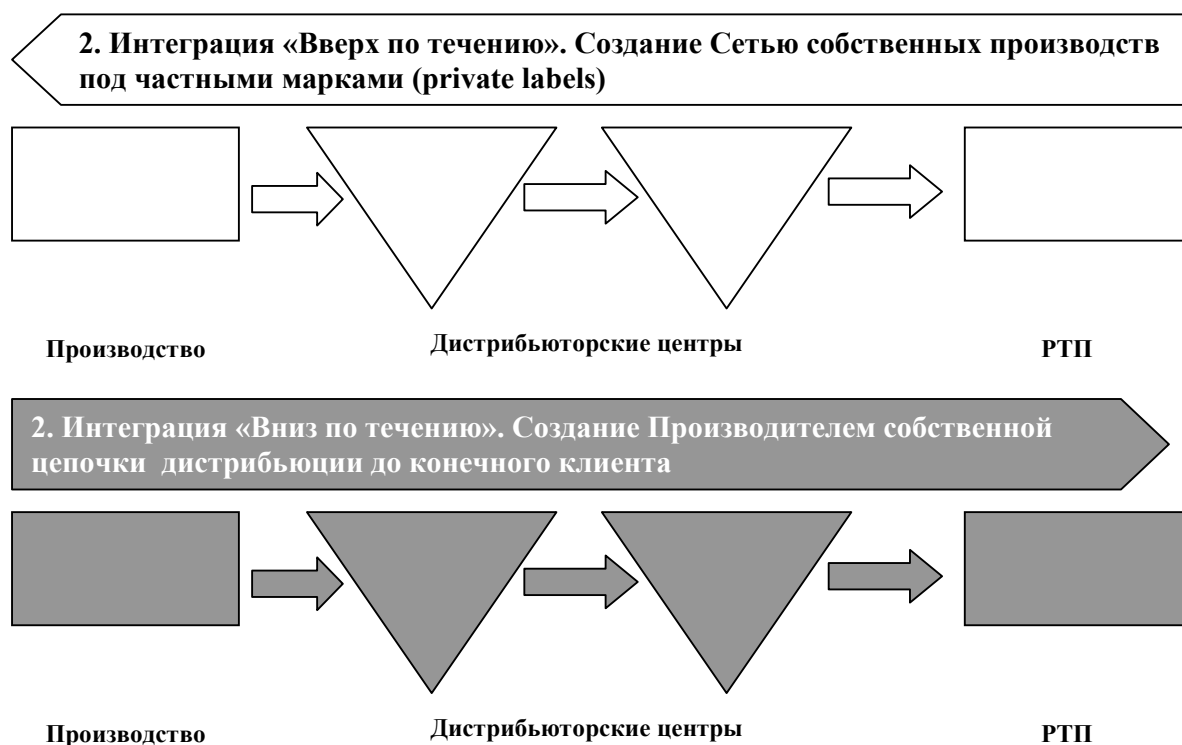 2. Интеграция «Вверх по течению». Создание Сетью собственных производств
под частными марками (private labels)
Производство
Дистрибьюторские центры
РТП
2. Интеграция «Вниз по течению». Создание Производителем собственной
цепочки дистрибьюции до конечного клиента
Производство
Дистрибьюторские центры
РТП